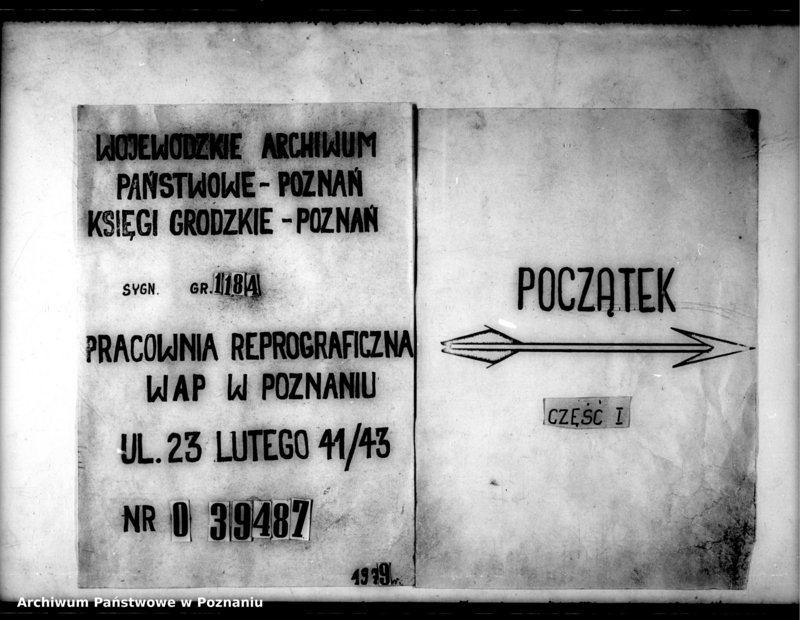 WOJEWÓDZKIE ARCHIWUM
PAŃSTWOWE - POZNAŃ
KSIĘGI GRODZKIE - POZNAŃ
SYGN. GR. 1184
PRACOWNIA REPROGRAFICZNA
WAP W POZNANIU
UL. 23 LUTEGO 41/43
NR 0 39487
1979
POCZĄTEK
CZĘŚĆ I
Archiwum Państwowe w Poznaniu